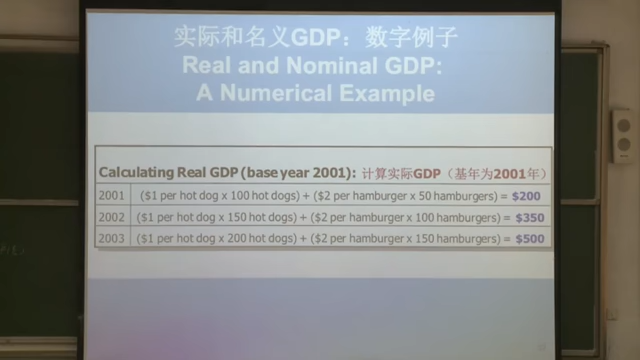 实际和名义GDP：数字例子
Real and Nominal GDP:
A Numerical Example
Calculating Real GDP (base year 2001): 计算实际GDP（基年为2001年）
2001 ($1 per hot dog x 100 hot dogs) + ($2 per hamburger x 50 hamburgers) = $200
2002 ($1 per hot dog x 150 hot dogs) + ($2 per hamburger x 100 hamburgers) = $350
2003 ($1 per hot dog x 200 hot dogs) + ($2 per hamburger x 150 hamburgers) = $500